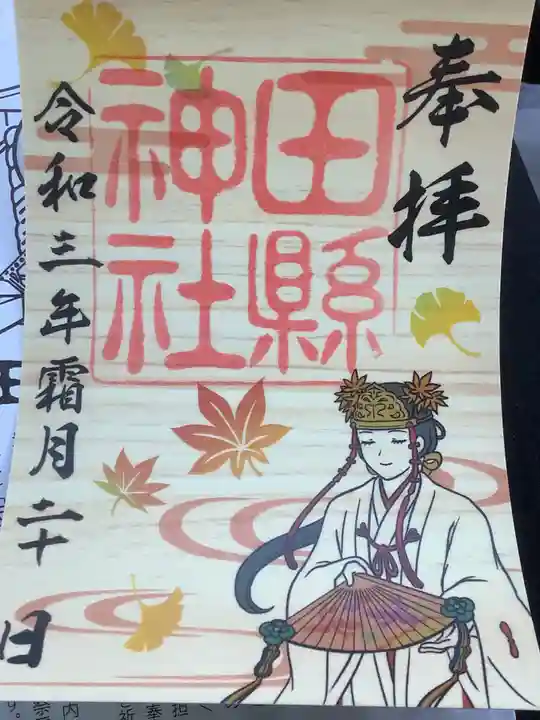 奉拝
田縣
神社
令和三年霜月二十日